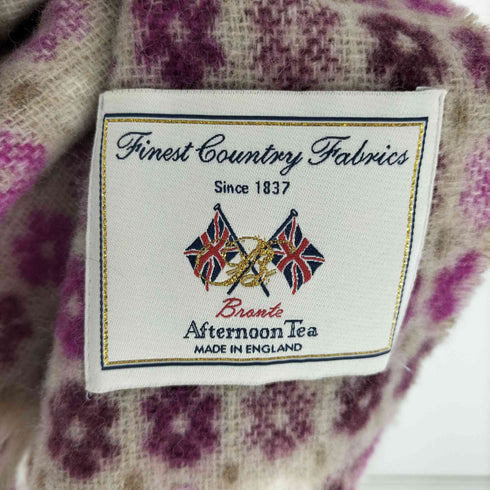 Finest Country Fabrics
Since 1837
Bronte
Afternoon Tea
MADE IN ENGLAND